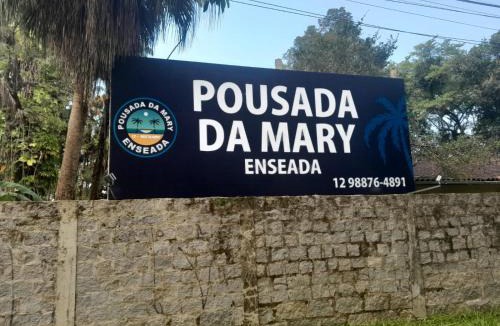 POUSADA
DA MARY
ENSEADA
12 98876-4891
POUSADA DA MARY
ENSEADA